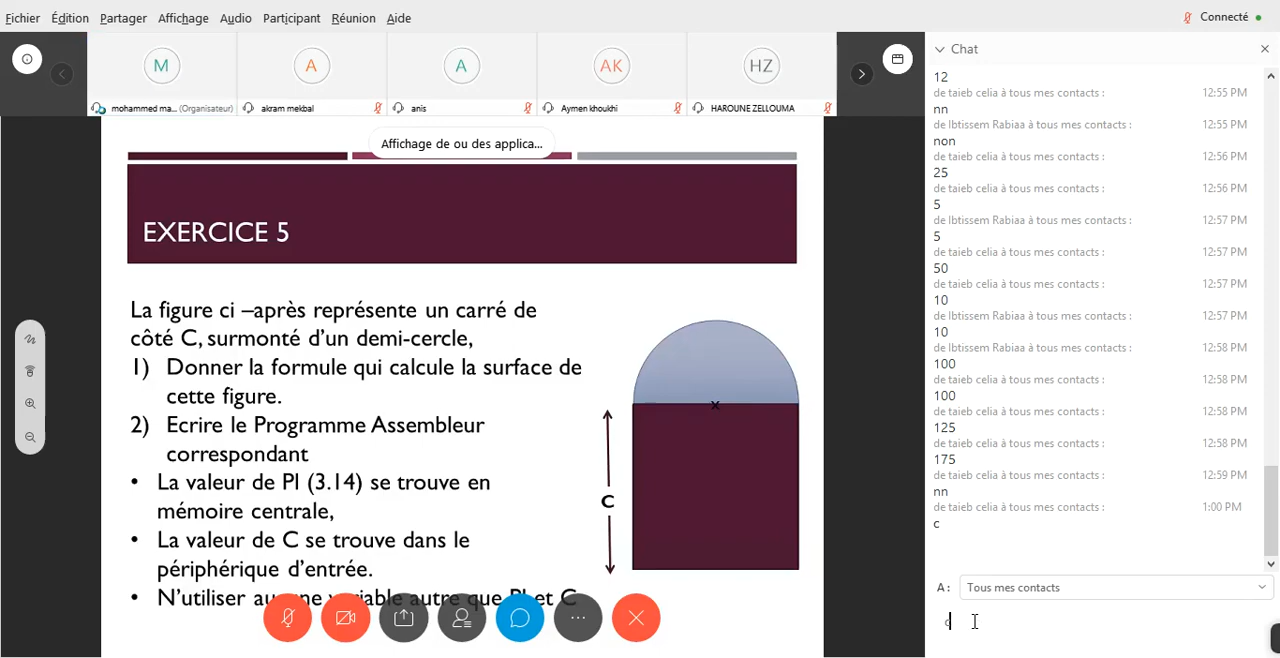 Fichier Édition Partager Affichage Audio Participant Réunion Aide
Connecté
M A A AK HZ
mohammed ma... (Organisateur) akram mekbal anis Aymen khoukhi HAROUNE ZELLOUMA
Affichage de ou des applica...
EXERCICE 5
La figure ci –après représente un carré de
côté C, surmonté d'un demi-cercle,
1) Donner la formule qui calcule la surface de
cette figure.
2) Ecrire le Programme Assembleur
correspondant
• La valeur de PI (3.14) se trouve en
mémoire centrale,
• La valeur de C se trouve dans le
périphérique d'entrée.
• N'utiliser variable autre que et C
x
C
Chat
12
de taieb celia à tous mes contacts : 12:55 PM
nn
de Ibtissem Rabiaa à tous mes contacts : 12:55 PM
non
de taieb celia à tous mes contacts : 12:56 PM
25
de taieb celia à tous mes contacts : 12:56 PM
5
de Ibtissem Rabiaa à tous mes contacts : 12:57 PM
5
de taieb celia à tous mes contacts : 12:57 PM
50
de taieb celia à tous mes contacts : 12:57 PM
10
de Ibtissem Rabiaa à tous mes contacts : 12:57 PM
10
de Ibtissem Rabiaa à tous mes contacts : 12:58 PM
100
de taieb celia à tous mes contacts : 12:58 PM
100
de taieb celia à tous mes contacts : 12:58 PM
125
de taieb celia à tous mes contacts : 12:58 PM
175
de taieb celia à tous mes contacts : 12:59 PM
nn
de taieb celia à tous mes contacts : 1:00 PM
c
A : Tous mes contacts